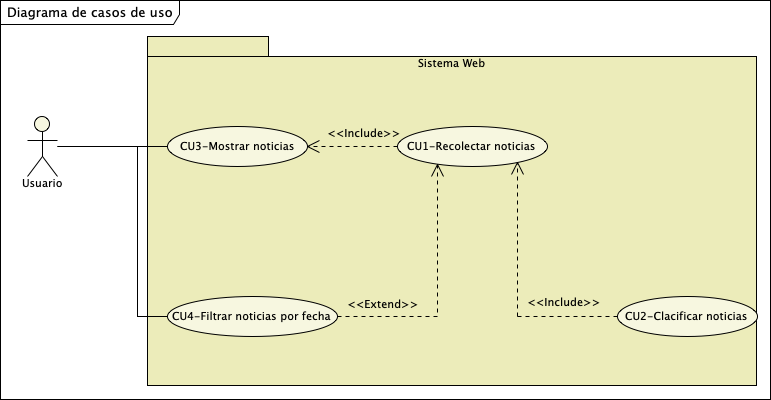 Diagrama de casos de uso
Sistema Web
<<Include>>
CU3-Mostrar noticias
CU1-Recolectar noticias
Usuario
<<Extend>>
<<Include>>
CU4-Filtrar noticias por fecha
CU2-Clacificar noticias